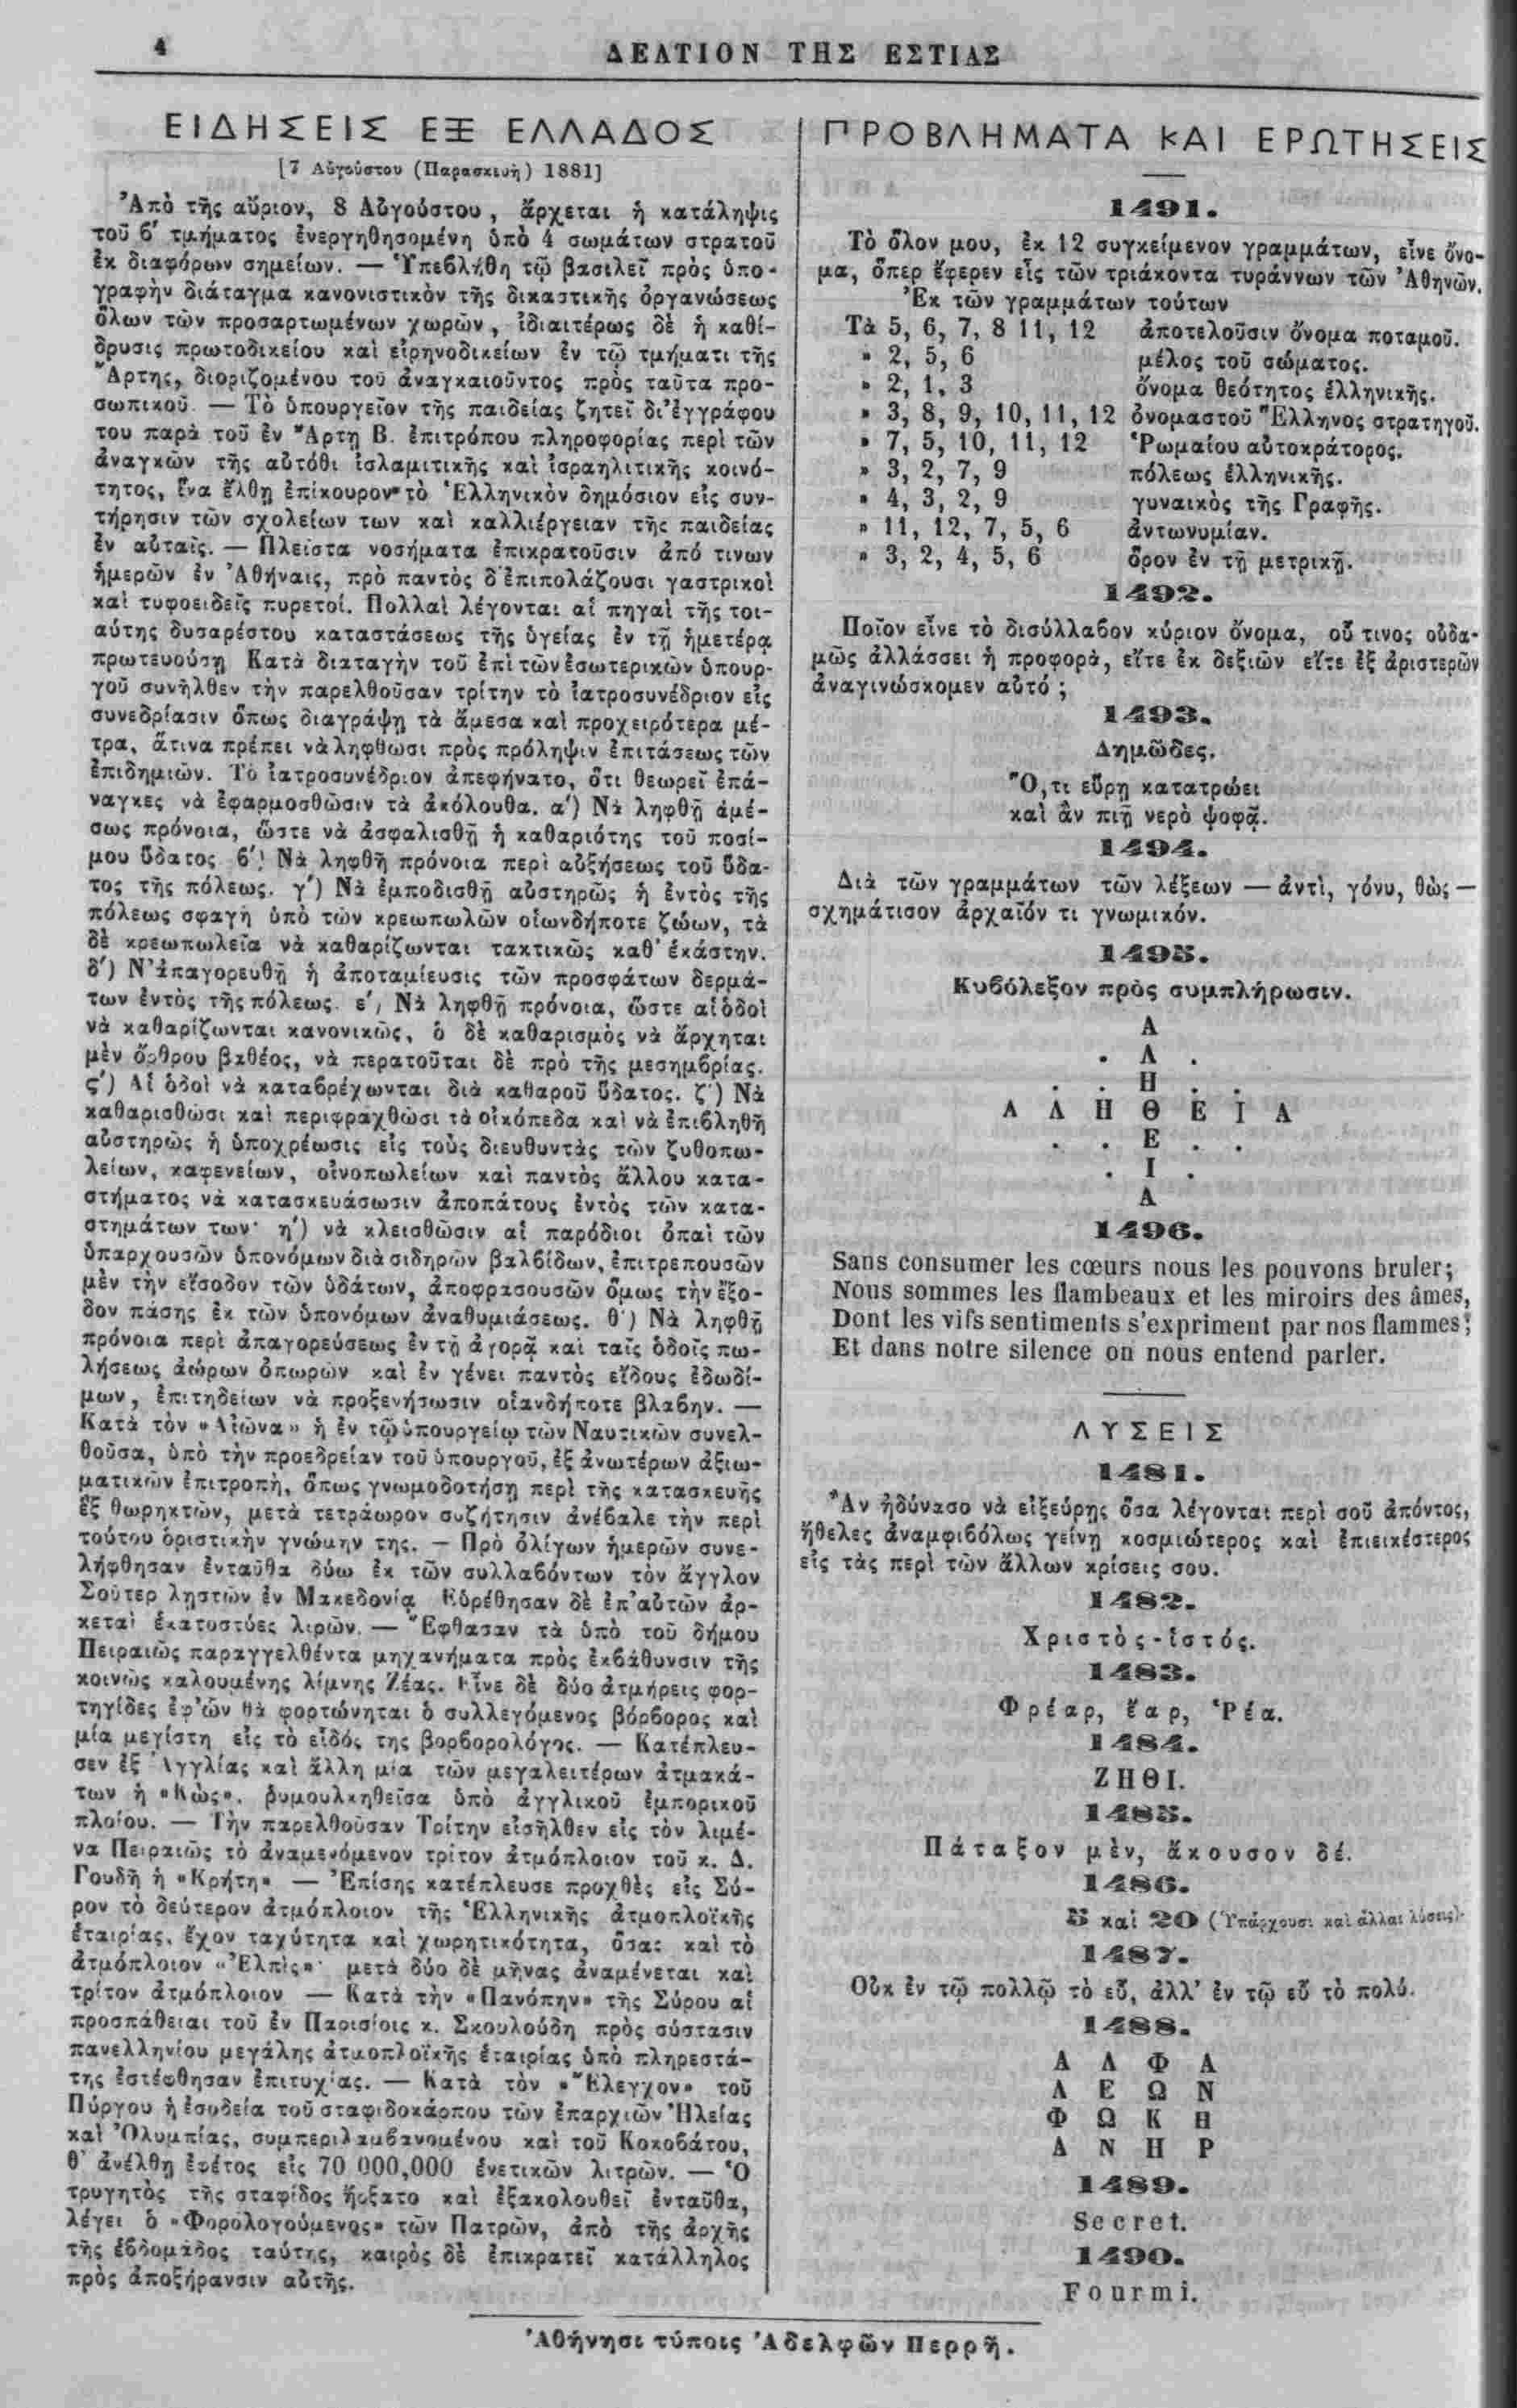 4
ΔΕΛΤΙΟΝ ΤΗΣ ΕΣΤΙΑΣ
ΕΙΔΗΣΕΙΣ ΕΞ ΕΛΛΑΔΟΣ
[7 Αὐγούστου (Παρασκευὴ) 1881]
Ἀπὸ τῆς αὔριον, 8 Αὐγούστου, ἄρχεται ἡ κατάληψις
τοῦ ϐ′ τμήματος ἐνεργηθησομένη ὑπὸ 4 σωμάτων στρατοῦ
ἐκ διαφόρων σημείων. — Ὑπεϐλήθη τῷ βασιλεῖ πρὸς ὑπο-
γραφὴν διάταγμα κανονιστικὸν τῆς δικαστικῆς ὀργανώσεως
ὅλων τῶν προσαρτωμένων χωρῶν, ἰδιαιτέρως δὲ ἡ καθί-
δρυσις πρωτοδικείου καὶ εἰρηνοδικείων ἐν τῷ τμήματι τῆς
Ἄρτης, διοριζομένου τοῦ ἀναγκαιοῦντος πρὸς ταῦτα προ-
σωπικοῦ. — Τὸ ὑπουργεῖον τῆς παιδείας ζητεῖ δι' ἐγγράφου
του παρὰ τοῦ ἐν Ἄρτῃ Β. ἐπιτρόπου πληροφορίας περὶ τῶν
ἀναγκῶν τῆς αὐτόθι ἰσλαμιτικῆς καὶ ἰσραηλιτικῆς κοινό-
τητος, ἵνα ἔλθῃ ἐπίκουρον τὸ Ἑλληνικὸν δημόσιον εἰς συν-
τήρησιν τῶν σχολείων των καὶ καλλιέργειαν τῆς παιδείας
ἐν αὐταῖς. — Πλεῖστα νοσήματα ἐπικρατοῦσιν ἀπό τινων
ἡμερῶν ἐν Ἀθήναις, πρὸ παντὸς δ' ἐπιπολάζουσι γαστρικοὶ
καὶ τυφοειδεῖς πυρετοί. Πολλαὶ λέγονται αἱ πηγαὶ τῆς τοι-
αύτης δυσαρέστου καταστάσεως τῆς ὑγείας ἐν τῇ ἡμετέρᾳ
πρωτευούσῃ Κατὰ διαταγὴν τοῦ ἐπὶ τῶν ἐσωτερικῶν ὑπουρ-
γοῦ συνῆλθεν τὴν παρελθοῦσαν τρίτην τὸ ἰατροσυνέδριον εἰς
συνεδρίασιν ὅπως διαγράψῃ τὰ ἄμεσα καὶ προχειρότερα μέ-
τρα, ἅτινα πρέπει νὰ ληφθῶσι πρὸς πρόληψιν ἐπιτάσεως τῶν
ἐπιδημιῶν. Τὸ ἰατροσυνέδριον ἀπεφήνατο, ὅτι θεωρεῖ ἐπά-
ναγκες νὰ ἐφαρμοσθῶσιν τὰ ἀκόλουθα. α′) Νὰ ληφθῇ ἀμέ-
σως πρόνοια, ὥστε νὰ ἀσφαλισθῇ ἡ καθαριότης τοῦ ποσί-
μου ὕδατος ϐ′) Νὰ ληφθῇ πρόνοια περὶ αὐξήσεως τοῦ ὕδα-
τος τῆς πόλεως. γ′) Νὰ ἐμποδισθῇ αὐστηρῶς ἡ ἐντὸς τῆς
πόλεως σφαγὴ ὑπὸ τῶν κρεωπωλῶν οἱωνδήποτε ζώων, τὰ
δὲ κρεωπωλεῖα νὰ καθαρίζωνται τακτικῶς καθ' ἑκάστην.
δ′) Ν' ἀπαγορευθῇ ἡ ἀποταμίευσις τῶν προσφάτων δερμά-
των ἐντὸς τῆς πόλεως. ε′) Νὰ ληφθῇ πρόνοια, ὥστε αἱ ὁδοὶ
νὰ καθαρίζωνται κανονικῶς, ὁ δὲ καθαρισμὸς νὰ ἄρχηται
μὲν ὄρθρου βαθέος, νὰ περατοῦται δὲ πρὸ τῆς μεσημϐρίας.
ς′) Αἱ ὁδοὶ νὰ καταϐρέχωνται διὰ καθαροῦ ὕδατος. ζ′) Νὰ
καθαρισθῶσι καὶ περιφραχθῶσι τὰ οἰκόπεδα καὶ νὰ ἐπιϐληθῇ
αὐστηρῶς ἡ ὑποχρέωσις εἰς τοὺς διευθυντὰς τῶν ζυθοπω-
λείων, καφενείων, οἰνοπωλείων καὶ παντὸς ἄλλου κατα-
στήματος νὰ κατασκευάσωσιν ἀποπάτους ἐντὸς τῶν κατα-
στημάτων των· η′) νὰ κλεισθῶσιν αἱ παρόδιοι ὀπαὶ τῶν
ὑπαρχουσῶν ὑπονόμων διὰ σιδηρῶν βαλϐίδων, ἐπιτρεπουσῶν
μὲν τὴν εἴσοδον τῶν ὑδάτων, ἀποφρασουσῶν ὅμως τὴν ἔξο-
δον πάσης ἐκ τῶν ὑπονόμων ἀναθυμιάσεως. θ′) Νὰ ληφθῇ
πρόνοια περὶ ἀπαγορεύσεως ἐν τῇ ἀγορᾷ καὶ ταῖς ὁδοῖς πω-
λήσεως ἀώρων ὀπωρῶν καὶ ἐν γένει παντὸς εἴδους ἐδωδί-
μων, ἐπιτηδείων νὰ προξενήσωσιν οἱανδήποτε βλάϐην. —
Κατὰ τὸν «Αἰῶνα» ἡ ἐν τῷ ὑπουργείῳ τῶν Ναυτικῶν συνελ-
θοῦσα, ὑπὸ τὴν προεδρείαν τοῦ ὑπουργοῦ, ἐξ ἀνωτέρων ἀξιω-
ματικῶν ἐπιτροπὴ, ὅπως γνωμοδοτήσῃ περὶ τῆς κατασκευῆς
ἓξ θωρηκτῶν, μετὰ τετράωρον συζήτησιν ἀνέϐαλε τὴν περὶ
τούτου ὁριστικὴν γνώμην της. — Πρὸ ὀλίγων ἡμερῶν συνε-
λήφθησαν ἐνταῦθα δύω ἐκ τῶν συλλαϐόντων τὸν ἄγγλον
Σοῦτερ λῃστῶν ἐν Μακεδονίᾳ Εὑρέθησαν δὲ ἐπ' αὐτῶν ἀρ-
κεταὶ ἑκατοστύες λιρῶν. — Ἔφθασαν τὰ ὑπὸ τοῦ δήμου
Πειραιῶς παραγγελθέντα μηχανήματα πρὸς ἐκϐάθυνσιν τῆς
κοινῶς καλουμένης λίμνης Ζέας. Εἶνε δὲ δύο ἀτμήρεις φορ-
τηγίδες ἐφ' ὧν θὰ φορτώνηται ὁ συλλεγόμενος βόρϐορος καὶ
μία μεγίστη εἰς τὸ εἶδός της βορϐορολόγος. — Κατέπλευ-
σεν ἐξ Ἀγγλίας καὶ ἄλλη μία τῶν μεγαλειτέρων ἀτμακά-
των ἡ «Κὼς», ῥυμουλκηθεῖσα ὑπὸ ἀγγλικοῦ ἐμπορικοῦ
πλοίου. — Τὴν παρελθοῦσαν Τρίτην εἰσῆλθεν εἰς τὸν λιμέ-
να Πειραιῶς τὸ ἀναμενόμενον τρίτον ἀτμόπλοιον τοῦ κ. Δ.
Γουδῆ ἡ «Κρήτη» — Ἐπίσης κατέπλευσε προχθὲς εἰς Σύ-
ρον τὸ δεύτερον ἀτμόπλοιον τῆς Ἑλληνικῆς ἀτμοπλοϊκῆς
ἑταιρίας, ἔχον ταχύτητα καὶ χωρητικότητα, ὅσας καὶ τὸ
ἀτμόπλοιον «Ἐλπὶς»· μετὰ δύο δὲ μῆνας ἀναμένεται καὶ
τρίτον ἀτμόπλοιον — Κατὰ τὴν «Πανόπην» τῆς Σύρου αἱ
προσπάθειαι τοῦ ἐν Παρισίοις κ. Σκουλούδη πρὸς σύστασιν
πανελληνίου μεγάλης ἀτμοπλοϊκῆς ἑταιρίας ὑπὸ πληρεστά-
της ἐστέφθησαν ἐπιτυχίας. — Κατὰ τὸν «Ἔλεγχον» τοῦ
Πύργου ἡ ἐσοδεία τοῦ σταφιδοκάρπου τῶν ἐπαρχιῶν Ἠλείας
καὶ Ὀλυμπίας, συμπεριλαμϐανομένου καὶ τοῦ Κοκοϐάτου,
θ' ἀνέλθῃ ἐφέτος εἰς 70 000,000 ἐνετικῶν λιτρῶν. — Ὁ
τρυγητὸς τῆς σταφίδος ἤρξατο καὶ ἐξακολουθεῖ ἐνταῦθα,
λέγει ὁ «Φορολογούμενος» τῶν Πατρῶν, ἀπὸ τῆς ἀρχῆς
τῆς ἑϐδομάδος ταύτης, καιρὸς δὲ ἐπικρατεῖ κατάλληλος
πρὸς ἀποξήρανσιν αὐτῆς.
ΠΡΟΒΛΗΜΑΤΑ ΚΑΙ ΕΡΩΤΗΣΕΙΣ
1491.
Τὸ ὅλον μου, ἐκ 12 συγκείμενον γραμμάτων, εἶνε ὄνο-
μα, ὅπερ ἔφερεν εἷς τῶν τριάκοντα τυράννων τῶν Ἀθηνῶν.
Ἐκ τῶν γραμμάτων τούτων
Τὰ 5, 6, 7, 8 11, 12 ἀποτελοῦσιν ὄνομα ποταμοῦ.
» 2, 5, 6 μέλος τοῦ σώματος.
» 2, 1, 3 ὄνομα θεότητος ἑλληνικῆς.
» 3, 8, 9, 10, 11, 12 ὀνομαστοῦ Ἕλληνος στρατηγοῦ.
» 7, 5, 10, 11, 12 Ῥωμαίου αὐτοκράτορος.
» 3, 2, 7, 9 πόλεως ἑλληνικῆς.
» 4, 3, 2, 9 γυναικὸς τῆς Γραφῆς.
» 11, 12, 7, 5, 6 ἀντωνυμίαν.
» 3, 2, 4, 5, 6 ὅρον ἐν τῇ μετρικῇ.
1492.
Ποῖον εἶνε τὸ δισύλλαϐον κύριον ὄνομα, οὗ τινος οὐδα-
μῶς ἀλλάσσει ἡ προφορὰ, εἴτε ἐκ δεξιῶν εἴτε ἐξ ἀριστερῶν
ἀναγινώσκομεν αὐτό ;
1493.
Δημῶδες.
Ὅ,τι εὕρῃ κατατρώει
καὶ ἂν πιῇ νερὸ ψοφᾷ.
1494.
Διὰ τῶν γραμμάτων τῶν λέξεων — ἀντὶ, γόνυ, θὼς —
σχημάτισον ἀρχαῖόν τι γνωμικόν.
1495.
Κυϐόλεξον πρὸς συμπλήρωσιν.
Α
. Λ .
. . Η . .
Α Λ Η Θ Ε Ι Α
. . Ε . .
. Ι .
Α
1496.
Sans consumer les cœurs nous les pouvons bruler;
Nous sommes les flambeaux et les miroirs des âmes,
Dont les vifs sentiments s'expriment par nos flammes;
Et dans notre silence on nous entend parler.
ΛΥΣΕΙΣ
1481.
Ἂν ἠδύνασο νὰ εἰξεύρῃς ὅσα λέγονται περὶ σοῦ ἀπόντος,
ἤθελες ἀναμφιϐόλως γείνῃ κοσμιώτερος καὶ ἐπιεικέστερος
εἰς τὰς περὶ τῶν ἄλλων κρίσεις σου.
1482.
Χριστὸς-ἱστός.
1483.
Φρέαρ, ἔαρ, Ῥέα.
1484.
ΖΗΘΙ.
1485.
Πάταξον μὲν, ἄκουσον δέ.
1486.
5 καὶ 20 (Ὑπάρχουσι καὶ ἄλλαι λύσεις).
1487.
Οὐκ ἐν τῷ πολλῷ τὸ εὖ, ἀλλ' ἐν τῷ εὖ τὸ πολύ.
1488.
Α Λ Φ Α
Λ Ε Ω Ν
Φ Ω Κ Η
Α Ν Η Ρ
1489.
Secret.
1490.
Fourmi.
Ἀθήνησι τύποις Ἀδελφῶν Περρῆ.